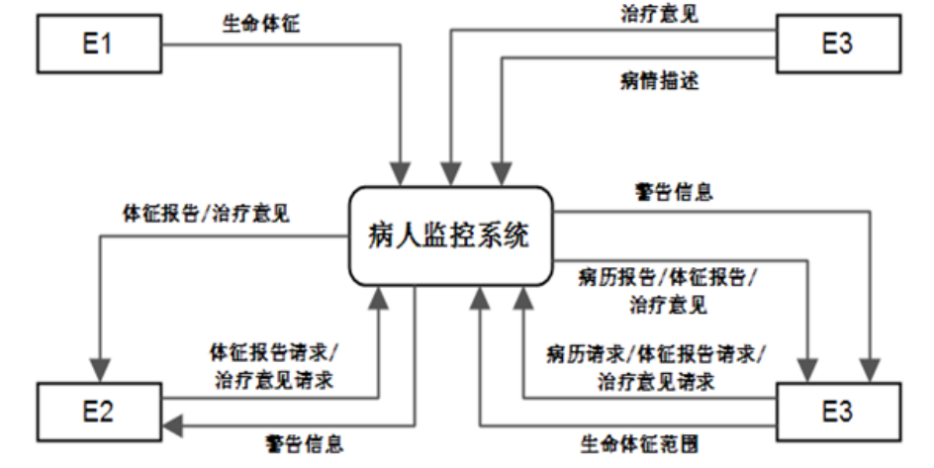 E1
生命体征
治疗意见
E3
病情描述
警告信息
体征报告/治疗意见
病人监控系统
病历报告/体征报告/
治疗意见
体征报告请求/
治疗意见请求
病历请求/体征报告请求/
治疗意见请求
E2
E3
警告信息
生命体征范围